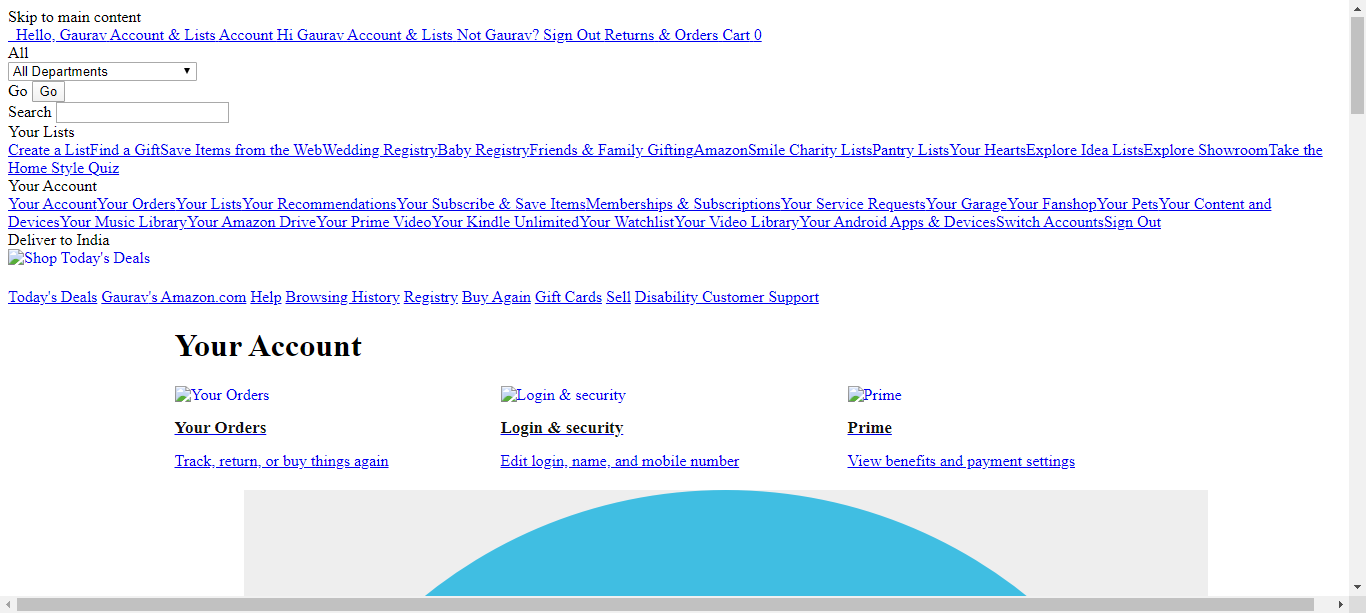 Skip to main content
Hello, Gaurav Account & Lists Account Hi Gaurav Account & Lists Not Gaurav? Sign Out Returns & Orders Cart 0
All
All Departments
Go Go
Search
Your Lists
Create a ListFind a GiftSave Items from the WebWedding RegistryBaby RegistryFriends & Family GiftingAmazonSmile Charity ListsPantry ListsYour HeartsExplore Idea ListsExplore ShowroomTake the
Home Style Quiz
Your Account
Your AccountYour OrdersYour ListsYour RecommendationsYour Subscribe & Save ItemsMemberships & SubscriptionsYour Service RequestsYour GarageYour FanshopYour PetsYour Content and
DevicesYour Music LibraryYour Amazon DriveYour Prime VideoYour Kindle UnlimitedYour WatchlistYour Video LibraryYour Android Apps & DevicesSwitch AccountsSign Out
Deliver to India
Shop Today's Deals
Today's Deals Gaurav's Amazon.com Help Browsing History Registry Buy Again Gift Cards Sell Disability Customer Support
Your Account
Your Orders
Your Orders
Track, return, or buy things again
Login & security
Login & security
Edit login, name, and mobile number
Prime
Prime
View benefits and payment settings